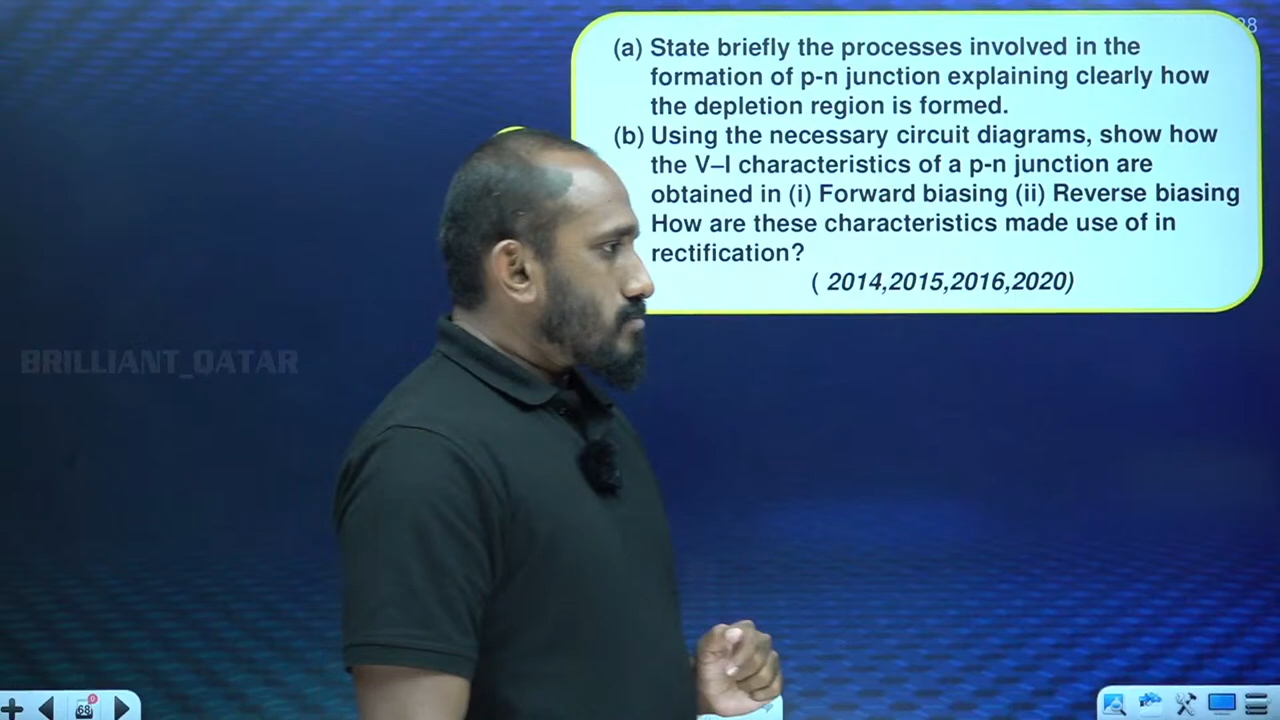 (a) State briefly the processes involved in the
formation of p-n junction explaining clearly how
the depletion region is formed.
(b) Using the necessary circuit diagrams, show how
the V–I characteristics of a p-n junction are
obtained in (i) Forward biasing (ii) Reverse biasing
How are these characteristics made use of in
rectification?
( 2014,2015,2016,2020)
BRILLIANT_QATAR
68